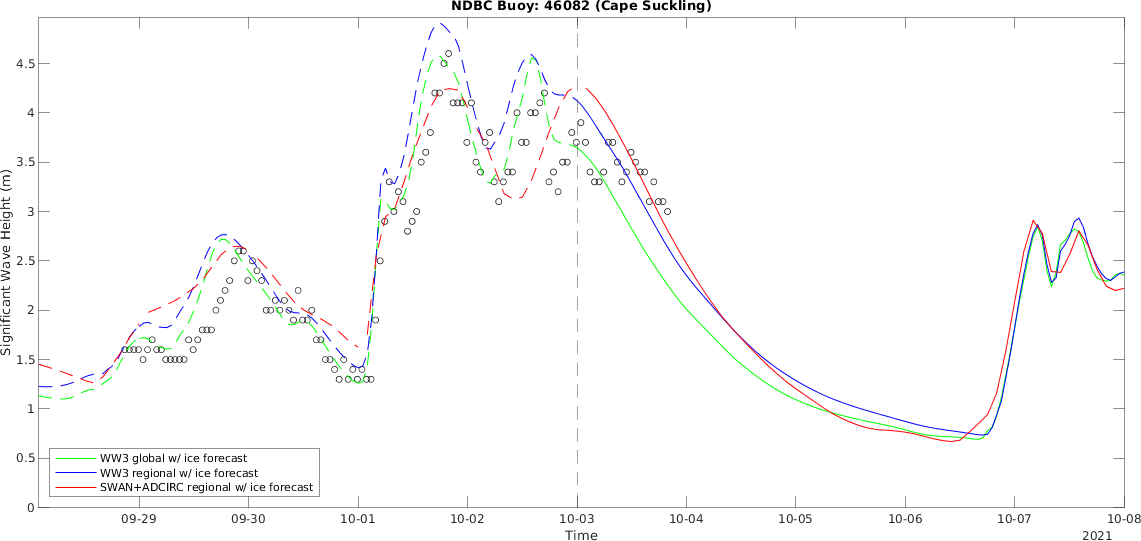 NDBC Buoy: 46082 (Cape Suckling)
Significant Wave Height (m)
4.5
4
3.5
3
2.5
2
1.5
1
0.5
0
WW3 global w/ ice forecast
WW3 regional w/ ice forecast
SWAN+ADCIRC regional w/ ice forecast
09-29 09-30 10-01 10-02 10-03 10-04 10-05 10-06 10-07 10-08
Time
2021